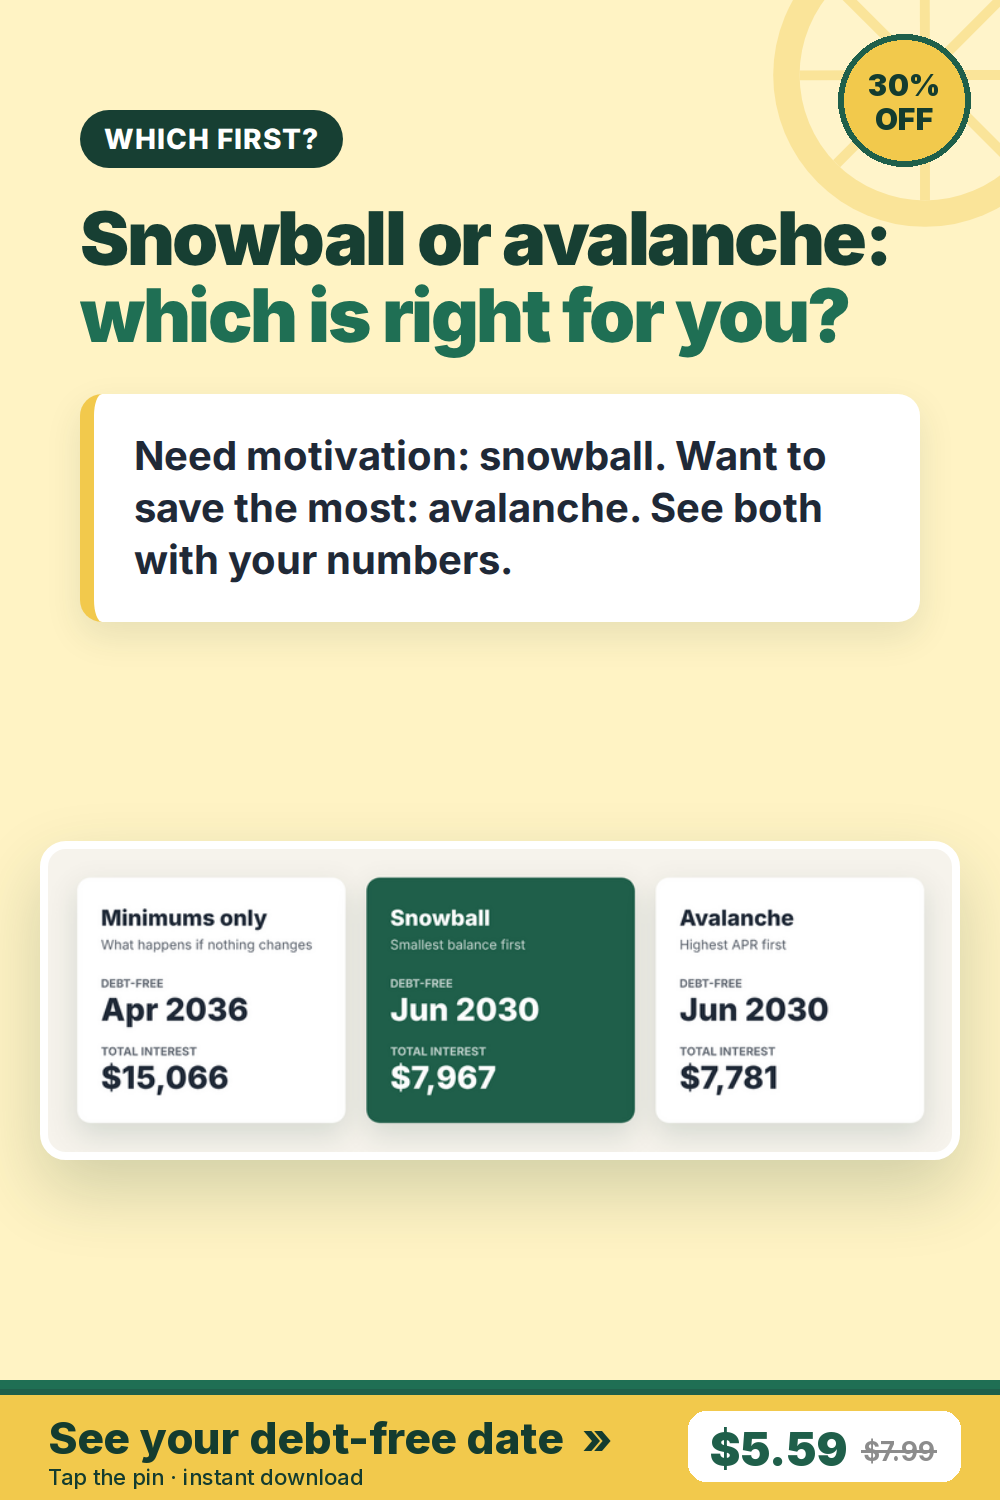 30%
OFF
WHICH FIRST?
Snowball or avalanche:
which is right for you?
Need motivation: snowball. Want to
save the most: avalanche. See both
with your numbers.
Minimums only
What happens if nothing changes
DEBT-FREE
Apr 2036
TOTAL INTEREST
$15,066
Snowball
Smallest balance first
DEBT-FREE
Jun 2030
TOTAL INTEREST
$7,967
Avalanche
Highest APR first
DEBT-FREE
Jun 2030
TOTAL INTEREST
$7,781
See your debt-free date »
Tap the pin · instant download
$5.59 $7.99